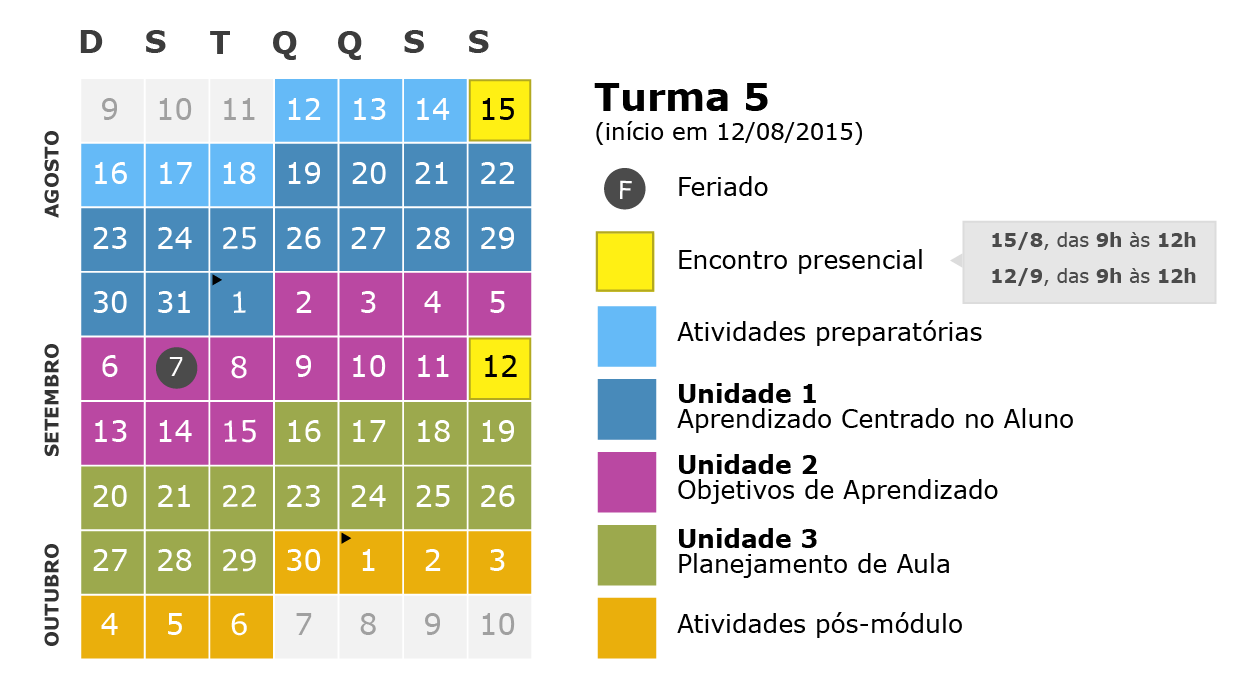 D S T Q Q S S
AGOSTO
9 10 11 12 13 14 15
16 17 18 19 20 21 22
23 24 25 26 27 28 29
30 31 1 2 3 4 5
SETEMBRO
6 7 8 9 10 11 12
13 14 15 16 17 18 19
20 21 22 23 24 25 26
OUTUBRO
27 28 29 30 1 2 3
4 5 6 7 8 9 10
Turma 5
(início em 12/08/2015)
F Feriado
Encontro presencial
15/8, das 9h às 12h
12/9, das 9h às 12h
Atividades preparatórias
Unidade 1
Aprendizado Centrado no Aluno
Unidade 2
Objetivos de Aprendizado
Unidade 3
Planejamento de Aula
Atividades pós-módulo